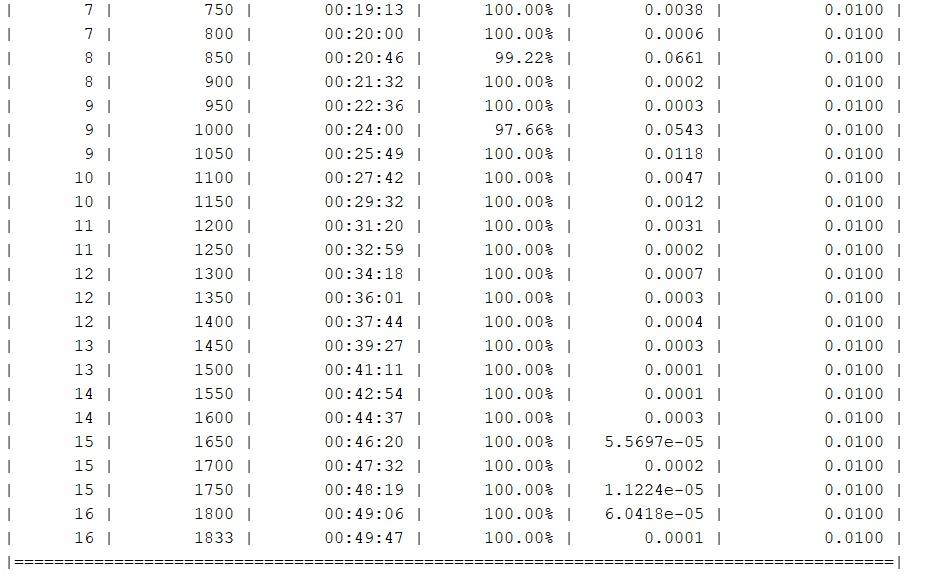 |       7 |         750 |       00:19:13 |      100.00% |       0.0038 |          0.0100 |
|       7 |         800 |       00:20:00 |      100.00% |       0.0006 |          0.0100 |
|       8 |         850 |       00:20:46 |       99.22% |       0.0661 |          0.0100 |
|       8 |         900 |       00:21:32 |      100.00% |       0.0002 |          0.0100 |
|       9 |         950 |       00:22:36 |      100.00% |       0.0003 |          0.0100 |
|       9 |        1000 |       00:24:00 |       97.66% |       0.0543 |          0.0100 |
|       9 |        1050 |       00:25:49 |      100.00% |       0.0118 |          0.0100 |
|      10 |        1100 |       00:27:42 |      100.00% |       0.0047 |          0.0100 |
|      10 |        1150 |       00:29:32 |      100.00% |       0.0012 |          0.0100 |
|      11 |        1200 |       00:31:20 |      100.00% |       0.0031 |          0.0100 |
|      11 |        1250 |       00:32:59 |      100.00% |       0.0002 |          0.0100 |
|      12 |        1300 |       00:34:18 |      100.00% |       0.0007 |          0.0100 |
|      12 |        1350 |       00:36:01 |      100.00% |       0.0003 |          0.0100 |
|      12 |        1400 |       00:37:44 |      100.00% |       0.0004 |          0.0100 |
|      13 |        1450 |       00:39:27 |      100.00% |       0.0003 |          0.0100 |
|      13 |        1500 |       00:41:11 |      100.00% |       0.0001 |          0.0100 |
|      14 |        1550 |       00:42:54 |      100.00% |       0.0001 |          0.0100 |
|      14 |        1600 |       00:44:37 |      100.00% |       0.0003 |          0.0100 |
|      15 |        1650 |       00:46:20 |      100.00% |   5.5697e-05 |          0.0100 |
|      15 |        1700 |       00:47:32 |      100.00% |       0.0002 |          0.0100 |
|      15 |        1750 |       00:48:19 |      100.00% |   1.1224e-05 |          0.0100 |
|      16 |        1800 |       00:49:06 |      100.00% |   6.0418e-05 |          0.0100 |
|      16 |        1833 |       00:49:47 |      100.00% |       0.0001 |          0.0100 |
|========================================================================================|